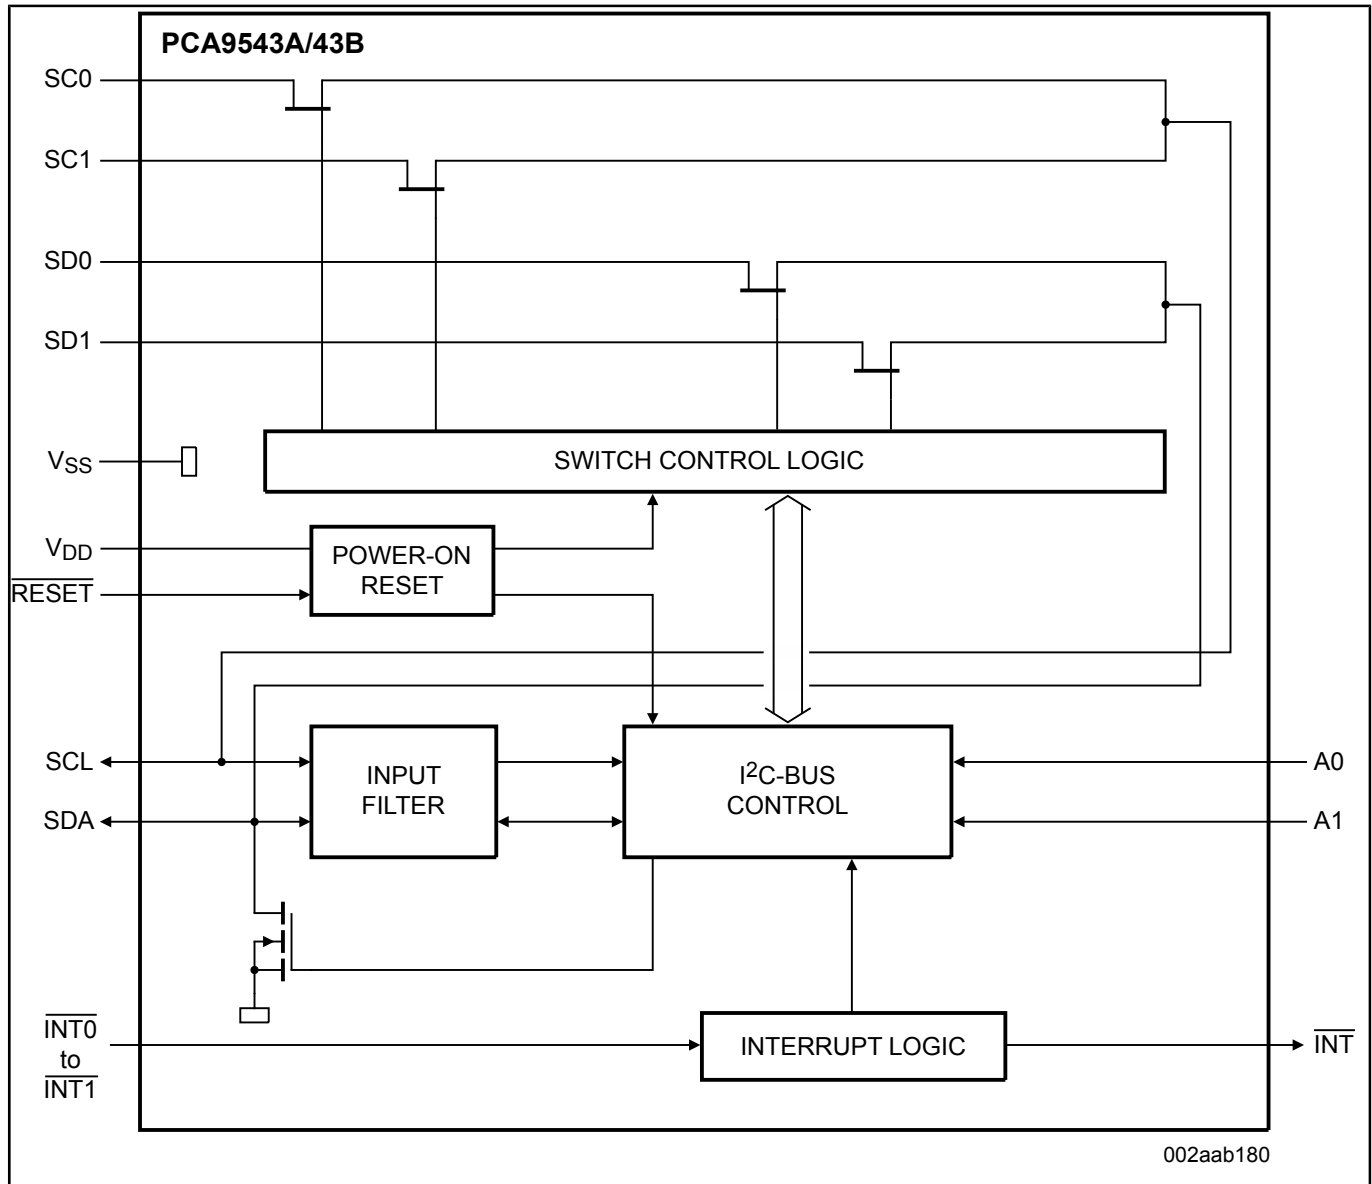 PCA9543A/43B
SC0
SC1
SD0
SD1
VSS
SWITCH CONTROL LOGIC
VDD
RESET
POWER-ON
RESET
SCL
SDA
INPUT
FILTER
I2C-BUS
CONTROL
A0
A1
INT0
to
INT1
INTERRUPT LOGIC
INT
002aab180